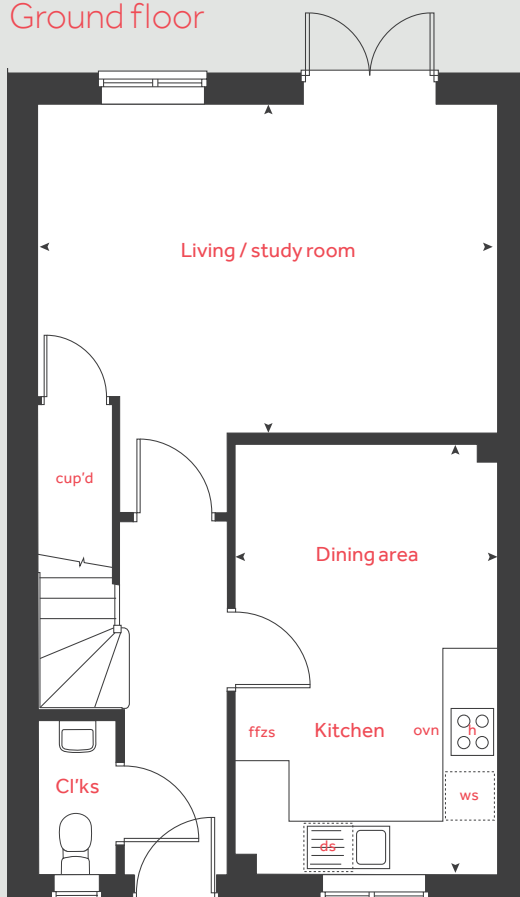 Ground floor
Living / study room
cup'd
Dining area
ffzs
Kitchen
ovn
h
Cl'ks
ws
ds